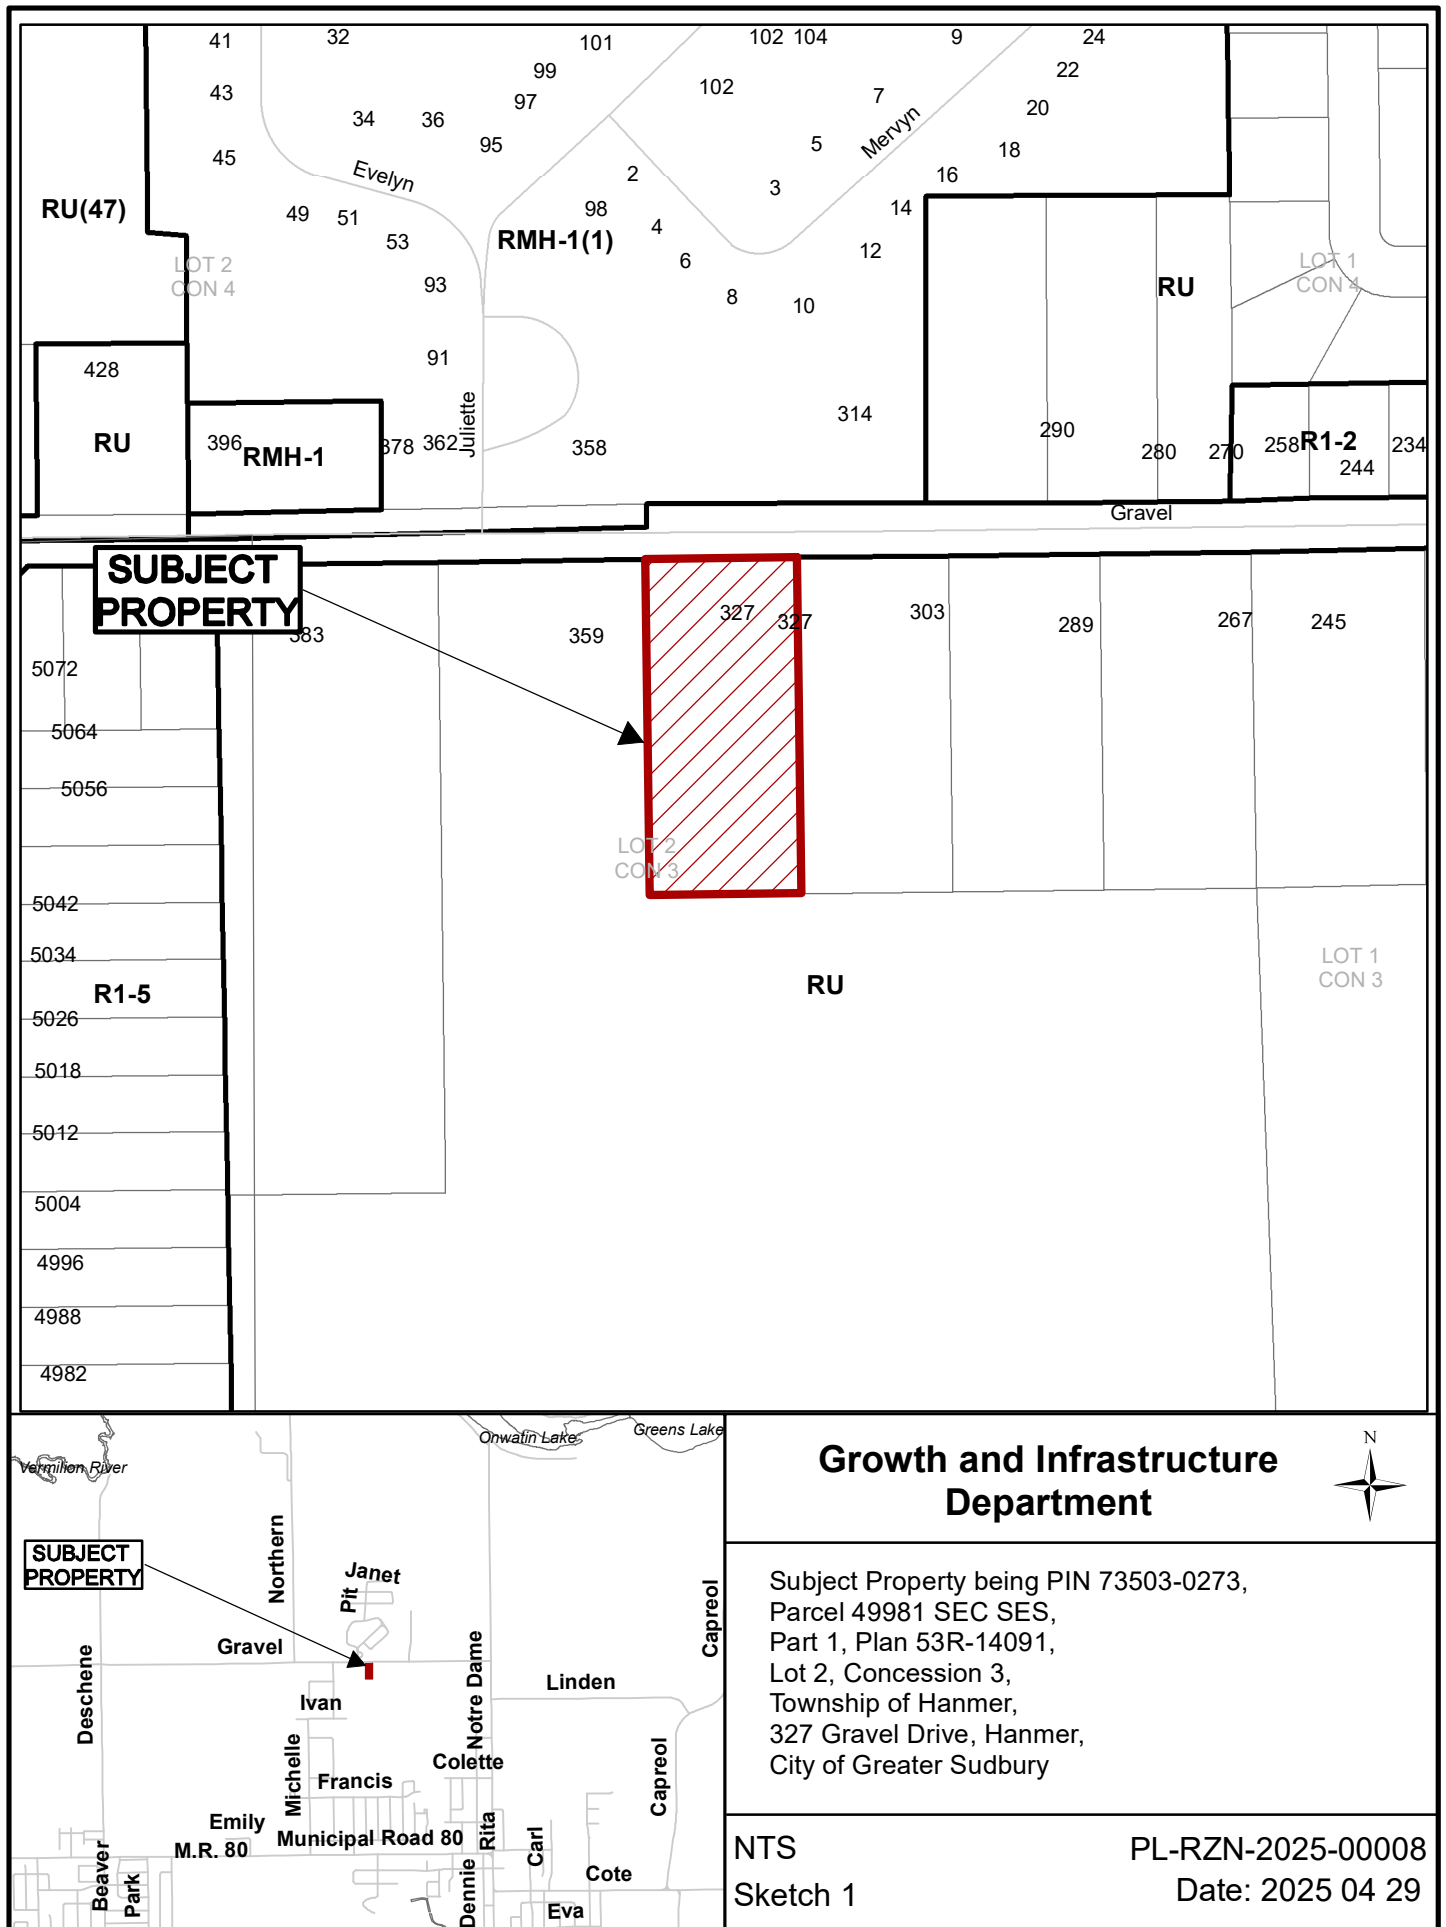 41
32
101
102
104
9
24
43
99
97
102
7
22
20
34
36
95
5
Mervyn
18
45
Evelyn
2
3
16
RU(47)
49
51
53
98
4
14
RMH-1(1)
12
6
LOT 2
CON 4
93
8
10
RU
LOT 1
CON 4
428
91
Juliette
314
RU
396
RMH-1
378
362
358
290
280
270
258
R1-2
244
234
Gravel
SUBJECT
PROPERTY
383
359
327
327
303
289
267
245
5072
5064
5056
LOT 2
CON 3
5042
5034
R1-5
5026
RU
LOT 1
CON 3
5018
5012
5004
4996
4988
4982
Vermilion River
Onwatin Lake
Greens Lake
SUBJECT
PROPERTY
Northern
Janet
Pit
Capreol
Gravel
Deschene
Notre Dame
Linden
Ivan
Michelle
Colette
Francis
Capreol
Emily
M.R. 80
Municipal Road 80
Rita
Carl
Beaver
Park
Dennie
Cote
Eva
Growth and Infrastructure
Department
N
Subject Property being PIN 73503-0273,
Parcel 49981 SEC SES,
Part 1, Plan 53R-14091,
Lot 2, Concession 3,
Township of Hanmer,
327 Gravel Drive, Hanmer,
City of Greater Sudbury
NTS
PL-RZN-2025-00008
Sketch 1
Date: 2025 04 29